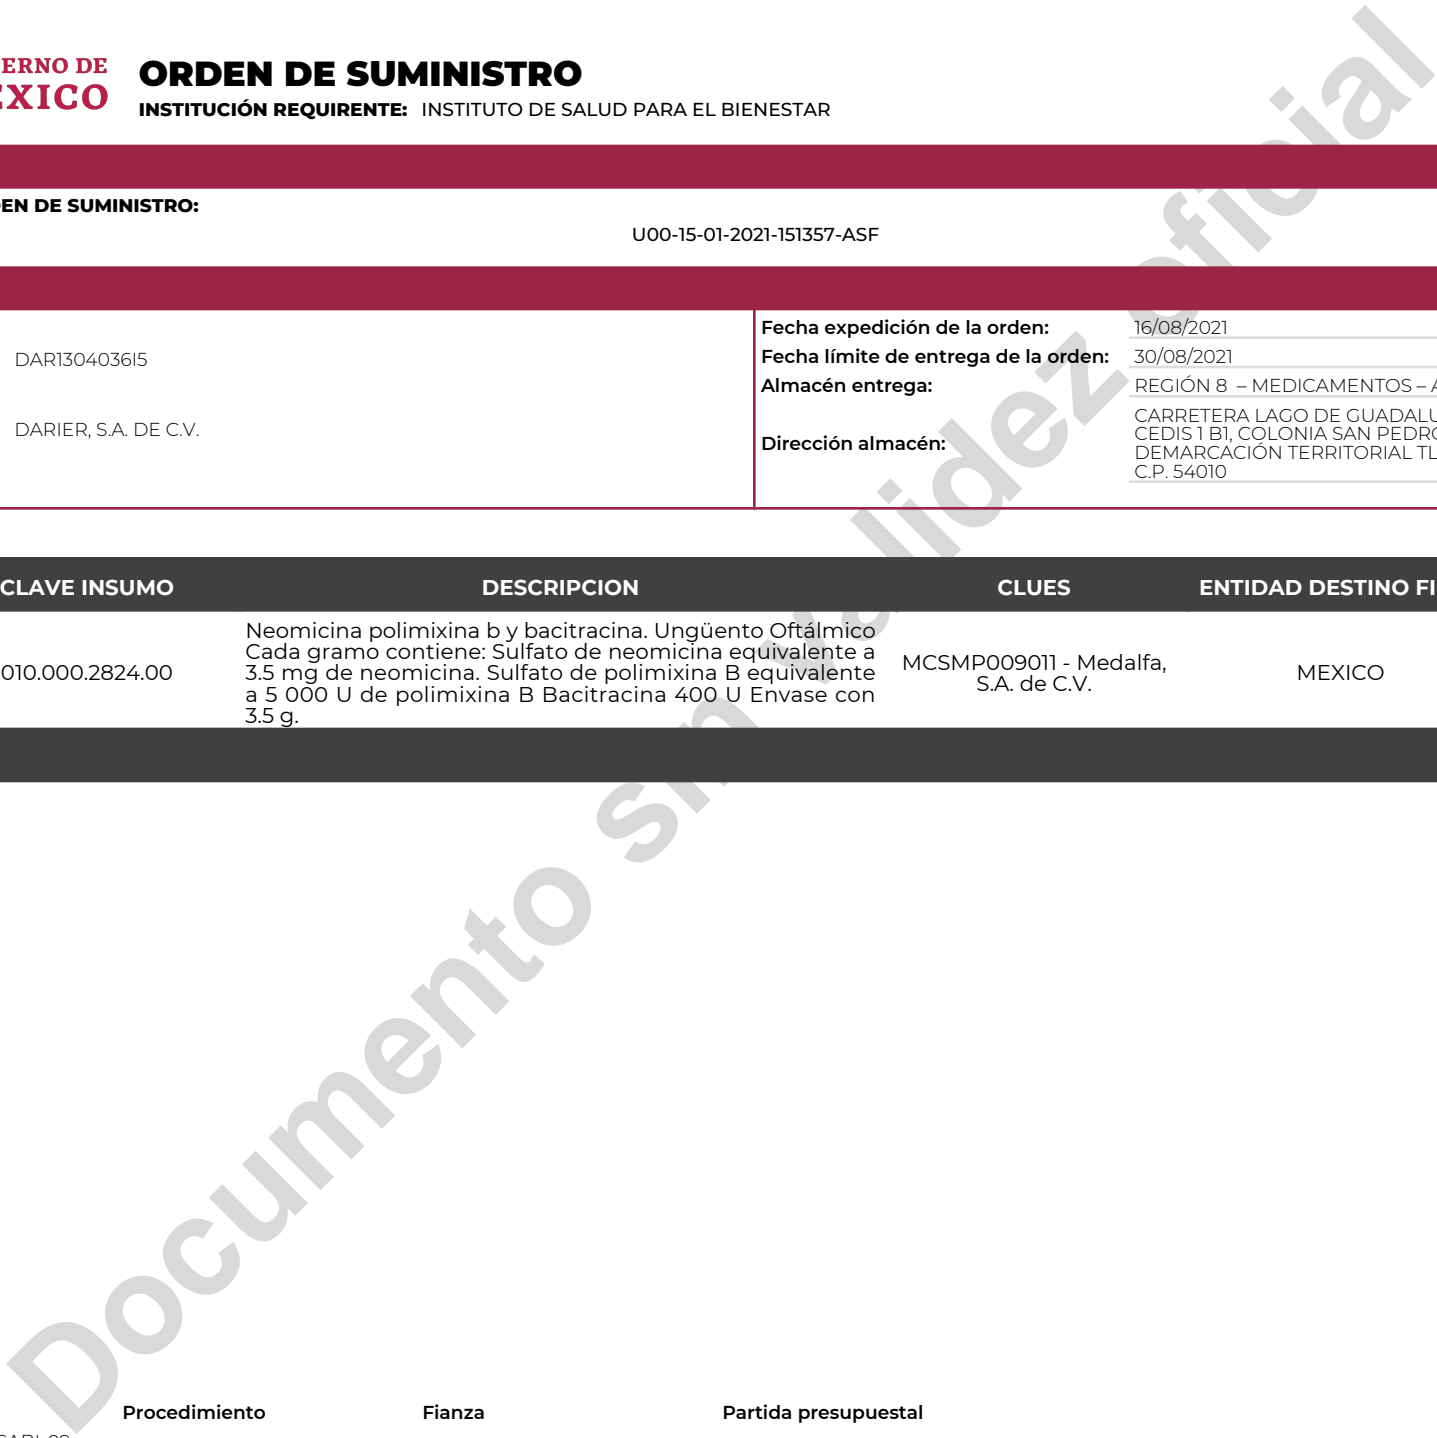 ERNO DE
EXICO
ORDEN DE SUMINISTRO
INSTITUCIÓN REQUIRENTE: INSTITUTO DE SALUD PARA EL BIENESTAR
EN DE SUMINISTRO:
U00-15-01-2021-151357-ASF
DAR1304036I5
DARIER, S.A. DE C.V.
Fecha expedición de la orden: 16/08/2021
Fecha límite de entrega de la orden: 30/08/2021
Almacén entrega: REGIÓN 8 – MEDICAMENTOS – A
Dirección almacén:
CARRETERA LAGO DE GUADALU
CEDIS 1 B1, COLONIA SAN PEDRO
DEMARCACIÓN TERRITORIAL TL
C.P. 54010
CLAVE INSUMO DESCRIPCION CLUES ENTIDAD DESTINO FI
010.000.2824.00
Neomicina polimixina b y bacitracina. Ungüento Oftálmico
Cada gramo contiene: Sulfato de neomicina equivalente a
3.5 mg de neomicina. Sulfato de polimixina B equivalente
a 5 000 U de polimixina B Bacitracina 400 U Envase con
3.5 g.
MCSMP009011 - Medalfa,
S.A. de C.V.
MEXICO
Documento sin validez oficial
Procedimiento Fianza Partida presupuestal